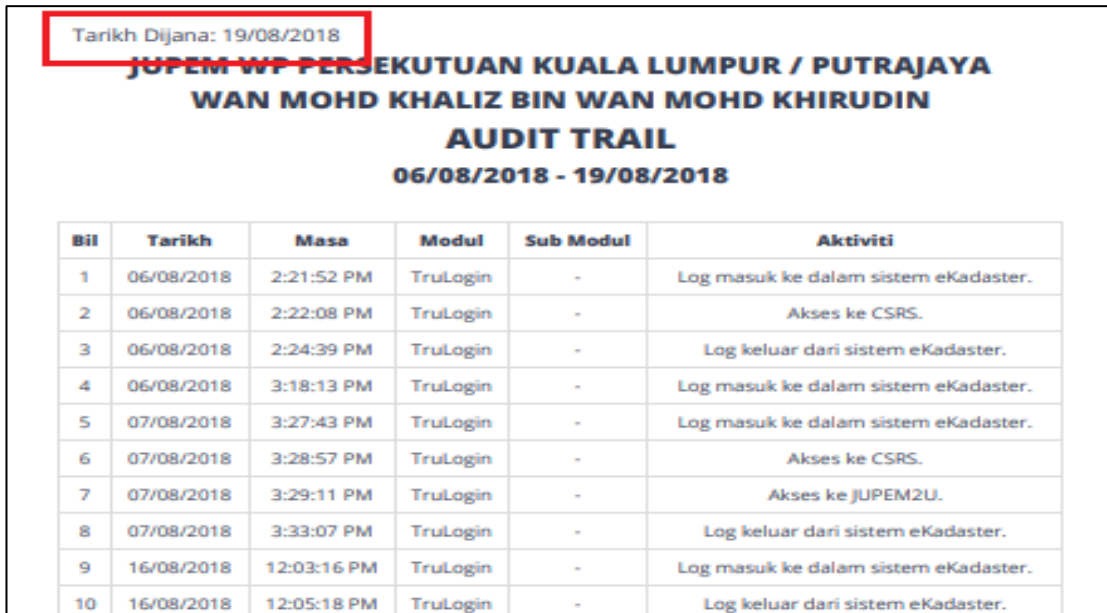 Tarikh Dijana: 19/08/2018
JUPEM WP PERSEKUTUAN KUALA LUMPUR / PUTRAJAYA
WAN MOHD KHALIZ BIN WAN MOHD KHIRUDIN
AUDIT TRAIL
06/08/2018 - 19/08/2018
Bil Tarikh Masa Modul Sub Modul Aktiviti
1 06/08/2018 2:21:52 PM TruLogin - Log masuk ke dalam sistem eKadaster.
2 06/08/2018 2:22:08 PM TruLogin - Akses ke CSRS.
3 06/08/2018 2:24:39 PM TruLogin - Log keluar dari sistem eKadaster.
4 06/08/2018 3:18:13 PM TruLogin - Log masuk ke dalam sistem eKadaster.
5 07/08/2018 3:27:43 PM TruLogin - Log masuk ke dalam sistem eKadaster.
6 07/08/2018 3:28:57 PM TruLogin - Akses ke CSRS.
7 07/08/2018 3:29:11 PM TruLogin - Akses ke JUPEM2U.
8 07/08/2018 3:33:07 PM TruLogin - Log keluar dari sistem eKadaster.
9 16/08/2018 12:03:16 PM TruLogin - Log masuk ke dalam sistem eKadaster.
10 16/08/2018 12:05:18 PM TruLogin - Log keluar dari sistem eKadaster.